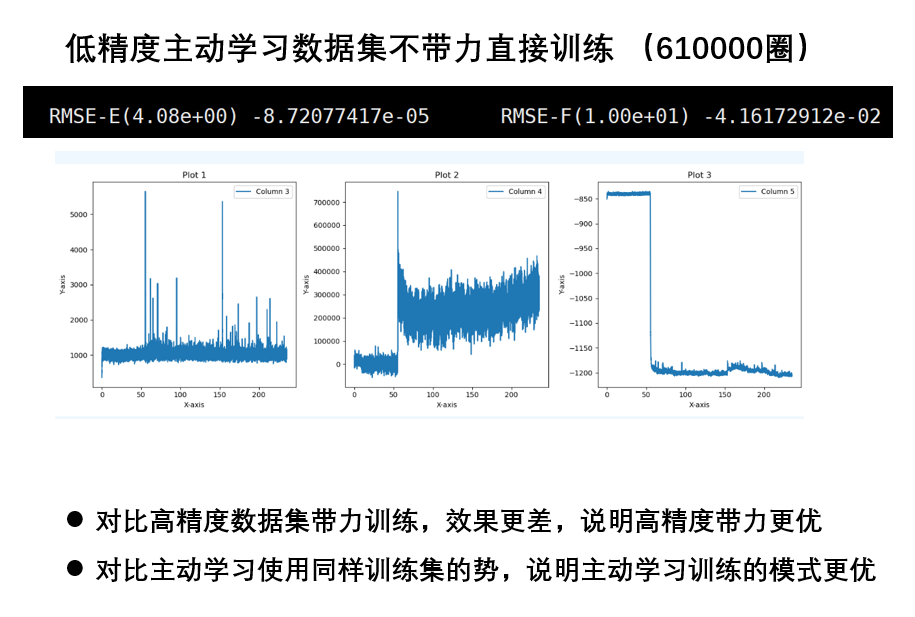 低精度主动学习数据集不带力直接训练 （610000圈）
RMSE-E(4.08e+00) -8.72077417e-05 RMSE-F(1.00e+01) -4.16172912e-02
Plot 1
Column 3
Y-axis
5000
4000
3000
2000
1000
0 50 100 150 200
X-axis
Plot 2
Column 4
Y-axis
700000
600000
500000
400000
300000
200000
100000
0
0 50 100 150 200
X-axis
Plot 3
Column 5
Y-axis
−850
−900
−950
−1000
−1050
−1100
−1150
−1200
0 50 100 150 200
X-axis
● 对比高精度数据集带力训练，效果更差，说明高精度带力更优
● 对比主动学习使用同样训练集的势，说明主动学习训练的模式更优